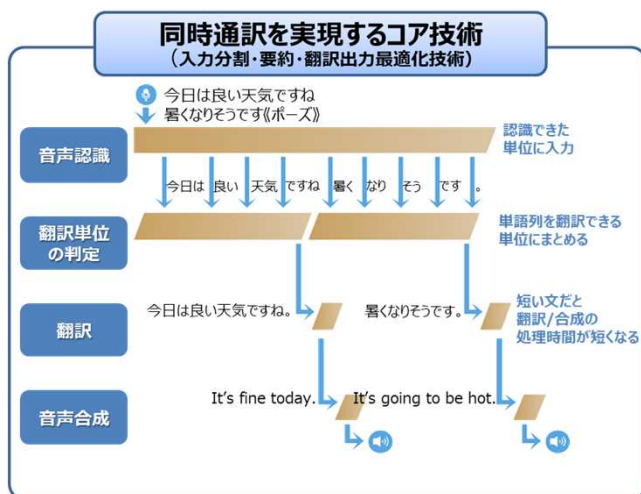 同時通訳を実現するコア技術
(入力分割・要約・翻訳出力最適化技術)
今日は良い天気ですね
暑くなりそうです《ポーズ》
音声認識
認識できた
単位に入力
今日は 良い 天気 ですね 暑く なり そう です 。
翻訳単位
の判定
単語列を翻訳できる
単位にまとめる
翻訳
今日は良い天気ですね。
暑くなりそうです。
短い文だと
翻訳/合成の
処理時間が短くなる
音声合成
It's fine today.
It's going to be hot.